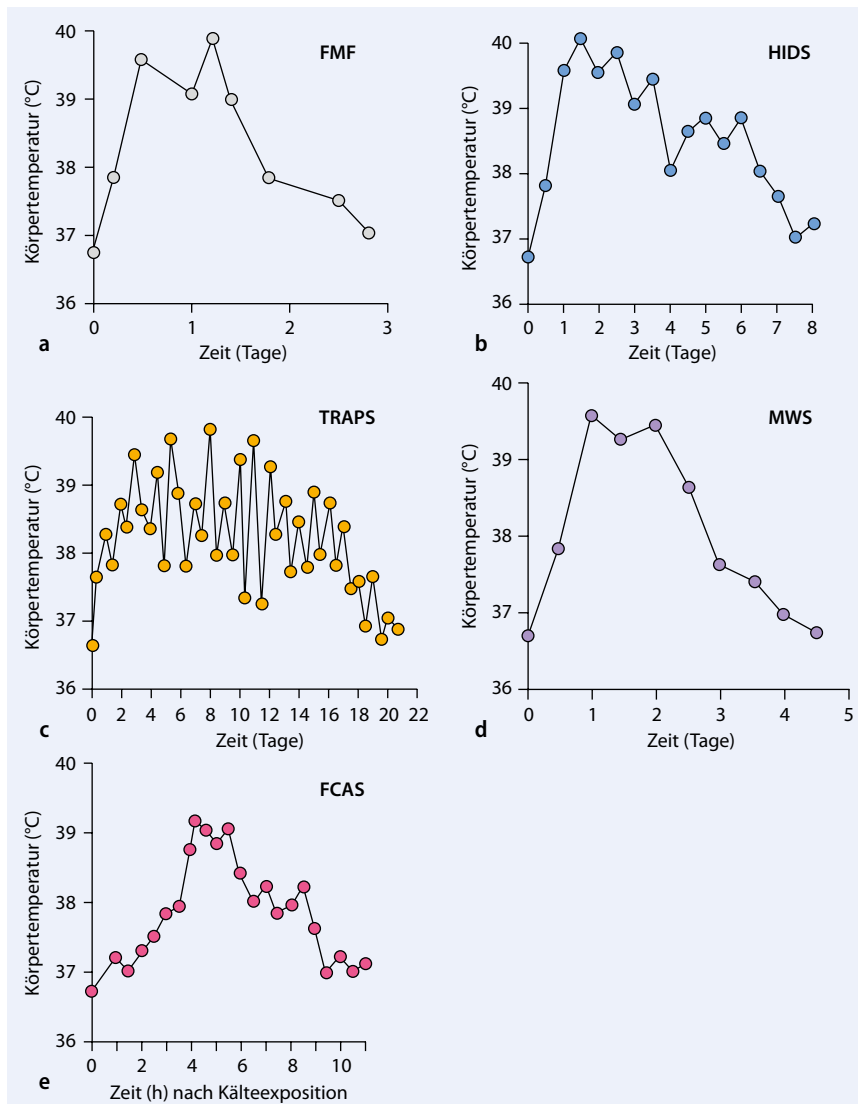 FMF
Körpertemperatur (°C)
40
39
38
37
36
0 1 2 3
Zeit (Tage)
a
HIDS
Körpertemperatur (°C)
40
39
38
37
36
0 1 2 3 4 5 6 7 8
Zeit (Tage)
b
TRAPS
Körpertemperatur (°C)
40
39
38
37
36
0 2 4 6 8 10 12 14 16 18 20 22
Zeit (Tage)
c
MWS
Körpertemperatur (°C)
40
39
38
37
36
0 1 2 3 4 5
Zeit (Tage)
d
FCAS
Körpertemperatur (°C)
40
39
38
37
36
0 2 4 6 8 10
Zeit (h) nach Kälteexposition
e